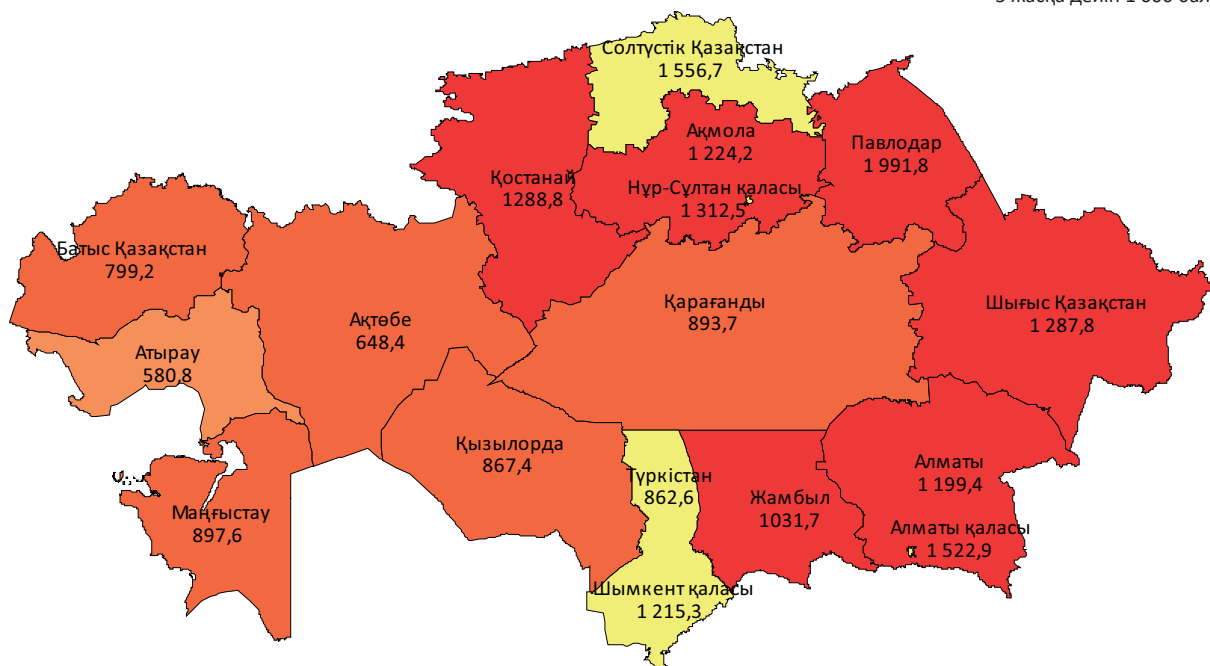 Солтүстік Қазақстан
1 556,7
Ақмола
1 224,2
Павлодар
1 991,8
Қостанай
1288,8
Нұр-Сұлтан қаласы
1 312,5
Батыс Қазақстан
799,2
Ақтөбе
648,4
Қарағанды
893,7
Шығыс Қазақстан
1 287,8
Атырау
580,8
Қызылорда
867,4
Түркістан
862,6
Жамбыл
1031,7
Алматы
1 199,4
Маңғыстау
897,6
Алматы қаласы
1 522,9
Шымкент қаласы
1 215,3